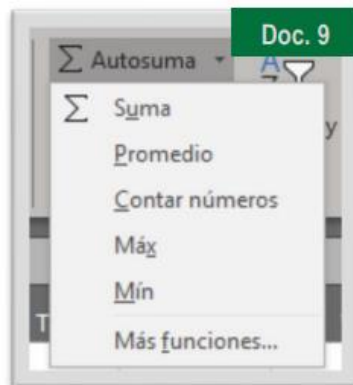 Doc. 9
Σ Autosuma
A
Z
y
Σ Suma
Promedio
Contar números
Máx
Mín
T
Más funciones...